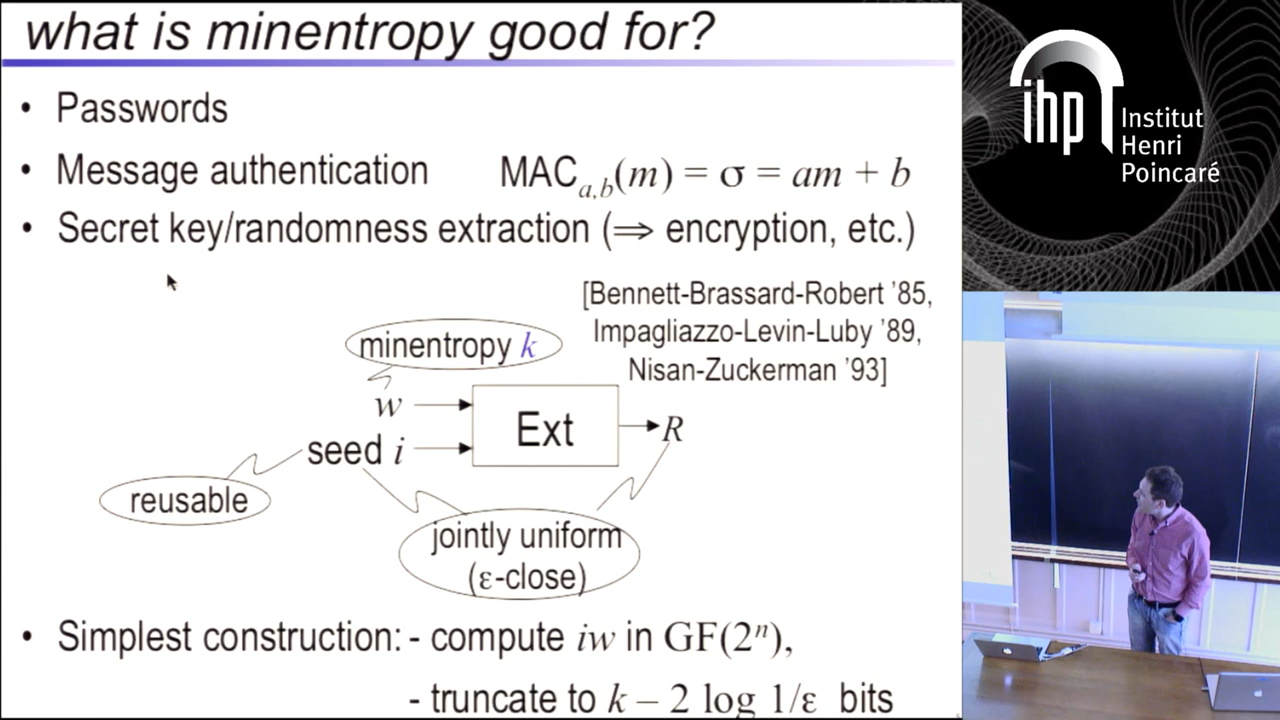 what is minentropy good for?
• Passwords
• Message authentication MAC_{a,b}(m) = σ = am + b
• Secret key/randomness extraction (⇒ encryption, etc.)
[Bennett-Brassard-Robert ’85,
Impagliazzo-Levin-Luby ’89,
Nisan-Zuckerman ’93]
minentropy k
w
Ext
R
seed i
reusable
jointly uniform
(ε-close)
• Simplest construction: - compute iw in GF(2ⁿ),
- truncate to k – 2 log 1/ε bits
ihp
Institut
Henri
Poincaré